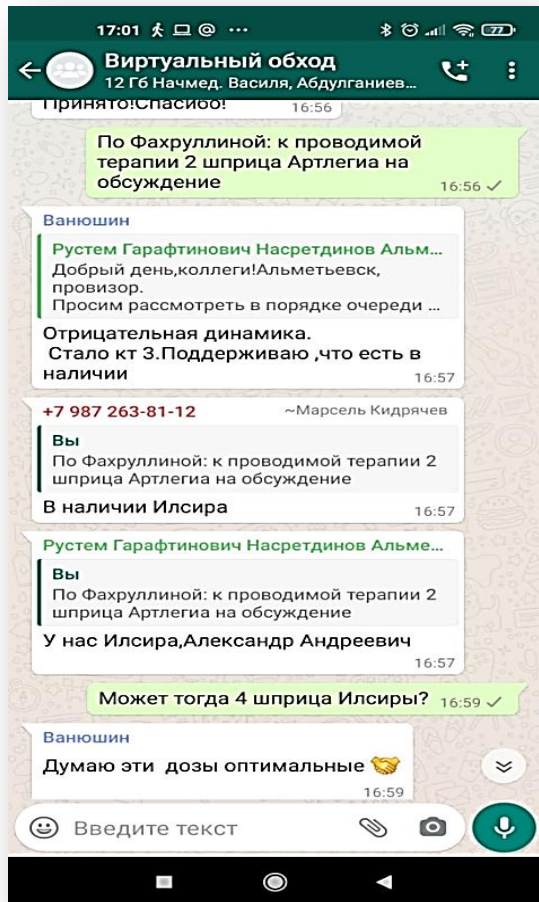 17:01 @ ... 77
Виртуальный обход
12 Гб Начмед. Василя, Абдулганиев...
Принято!Спасибо! 16:56
По Фахруллиной: к проводимой
терапии 2 шприца Артлегиа на
обсуждение 16:56
Ванюшин
Рустем Гарафтинович Насретдинов Альм...
Добрый день,коллеги!Альметьевск,
провизор.
Просим рассмотреть в порядке очереди ...
Отрицательная динамика.
Стало кт 3.Поддерживаю ,что есть в
наличии 16:57
+7 987 263-81-12 ~Марсель Кидрячев
Вы
По Фахруллиной: к проводимой терапии 2
шприца Артлегиа на обсуждение
В наличии Илсира 16:57
Рустем Гарафтинович Насретдинов Альме...
Вы
По Фахруллиной: к проводимой терапии 2
шприца Артлегиа на обсуждение
У нас Илсира,Александр Андреевич
16:57
Может тогда 4 шприца Илсиры? 16:59
Ванюшин
Думаю эти дозы оптимальные
16:59
Введите текст